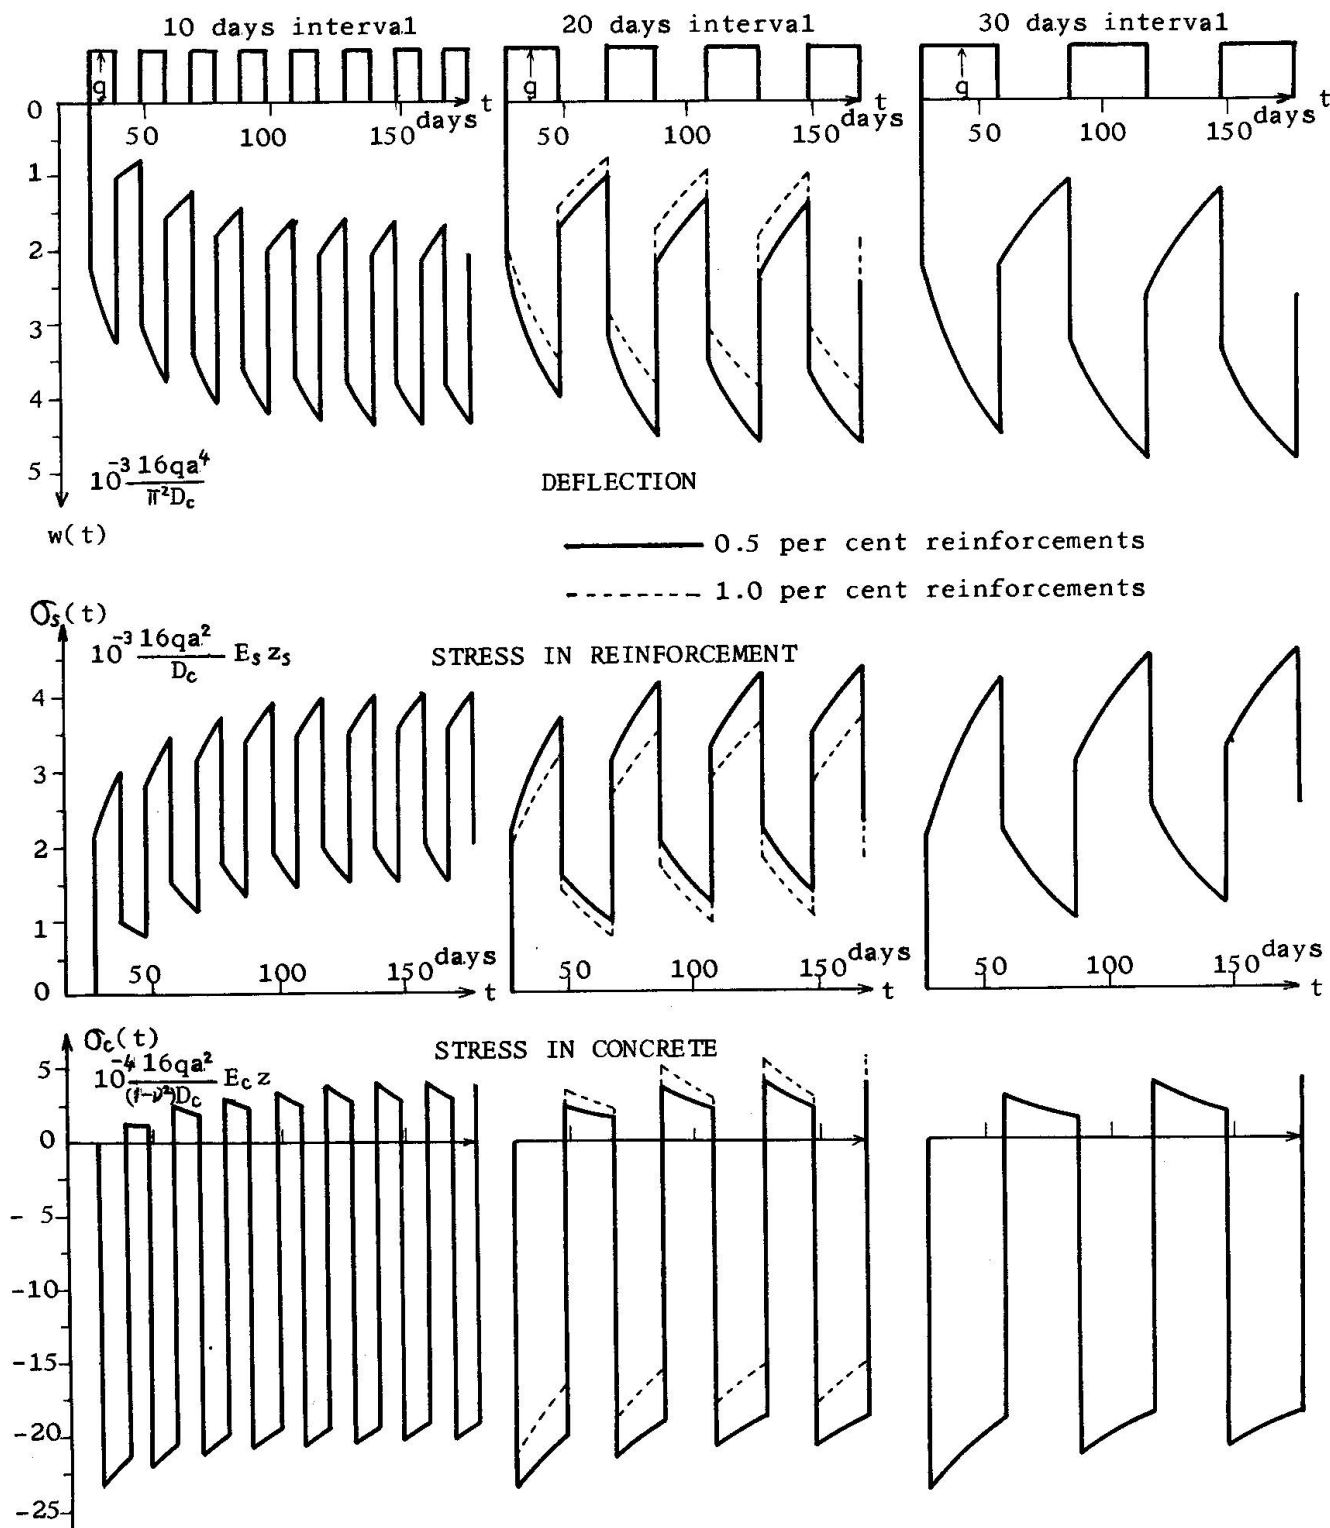 10 days interval 20 days interval 30 days interval
q q q
0 50 100 150 days t 50 100 150 days t 50 100 150 days t
1
2
3
4
5
10⁻³ 16qa⁴ / π²D_c
DEFLECTION
w(t)
0.5 per cent reinforcements
1.0 per cent reinforcements
σ_s(t)
10⁻³ 16qa² / D_c E_s z_s
STRESS IN REINFORCEMENT
4
3
2
1
0 50 100 150 days t 50 100 150 days t 50 100 150 days t
σ_c(t)
10⁻⁴ 16qa² / (1-ν²)D_c E_c z
STRESS IN CONCRETE
5
0
- 5
-10
-15
-20
-25